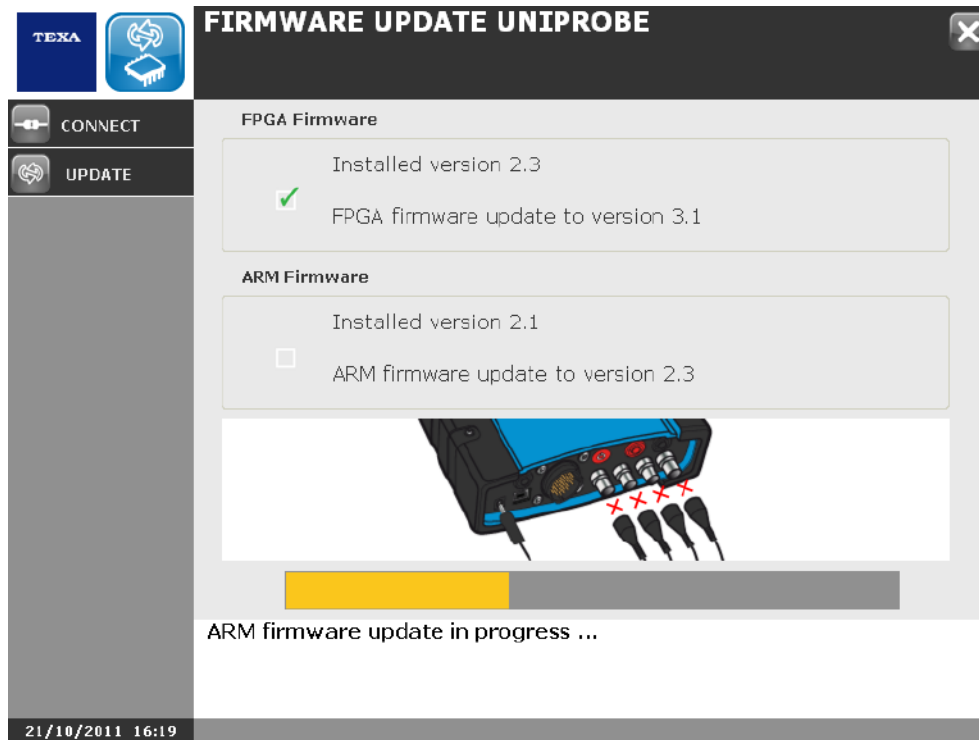 TEXA
FIRMWARE UPDATE UNIPROBE
CONNECT
UPDATE
FPGA Firmware
Installed version 2.3
FPGA firmware update to version 3.1
ARM Firmware
Installed version 2.1
ARM firmware update to version 2.3
ARM firmware update in progress ...
21/10/2011 16:19